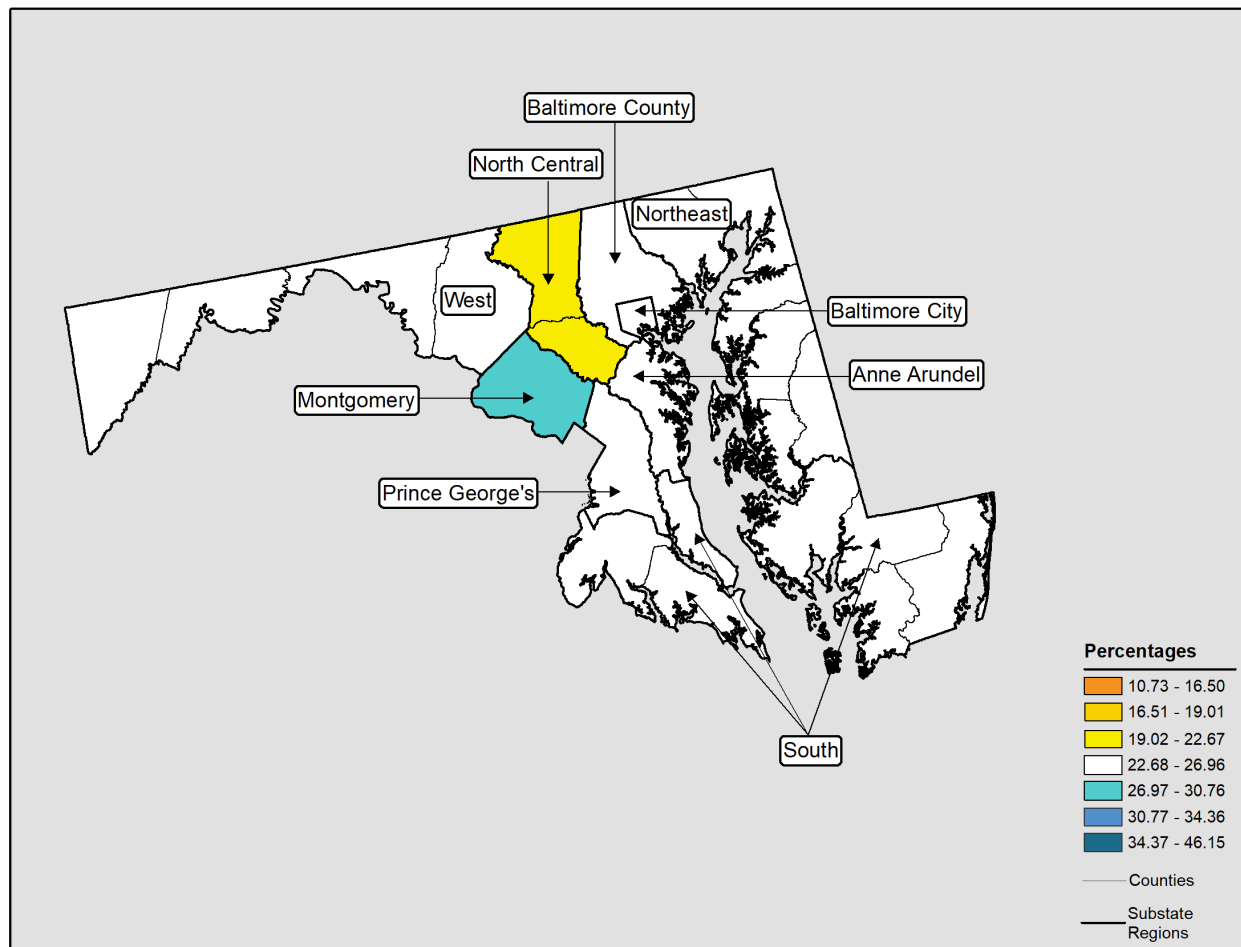 Baltimore County
North Central
Northeast
West
Baltimore City
Anne Arundel
Montgomery
Prince George's
South
Percentages
10.73 - 16.50
16.51 - 19.01
19.02 - 22.67
22.68 - 26.96
26.97 - 30.76
30.77 - 34.36
34.37 - 46.15
Counties
Substate
Regions